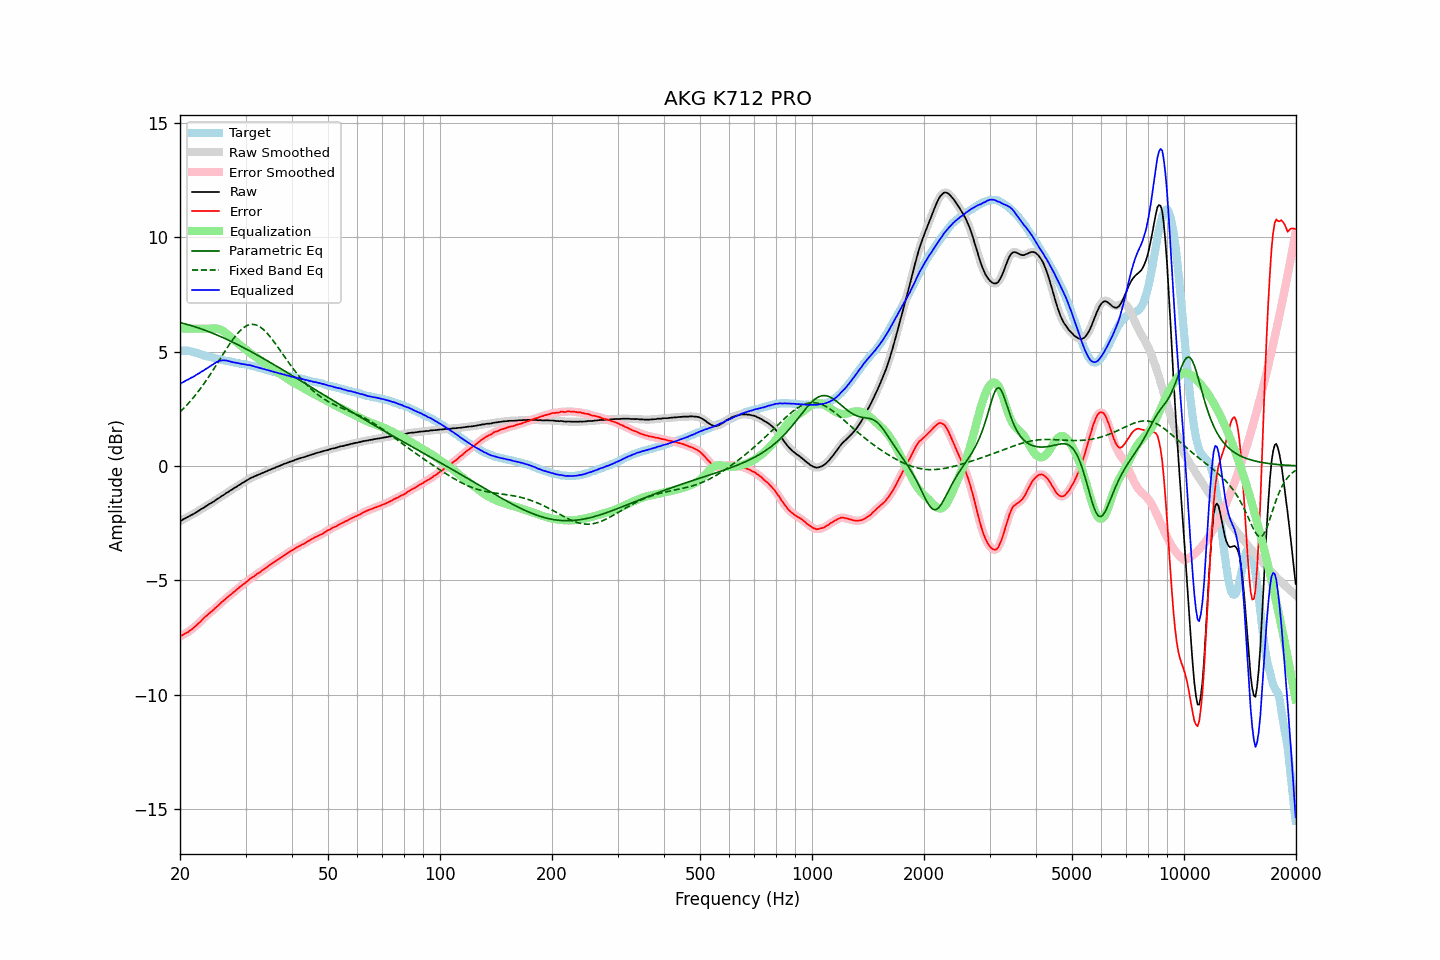 AKG K712 PRO
Target
Raw Smoothed
Error Smoothed
Raw
Error
Equalization
Parametric Eq
Fixed Band Eq
Equalized
Amplitude (dBr)
15
10
5
0
−5
−10
−15
20 50 100 200 500 1000 2000 5000 10000 20000
Frequency (Hz)